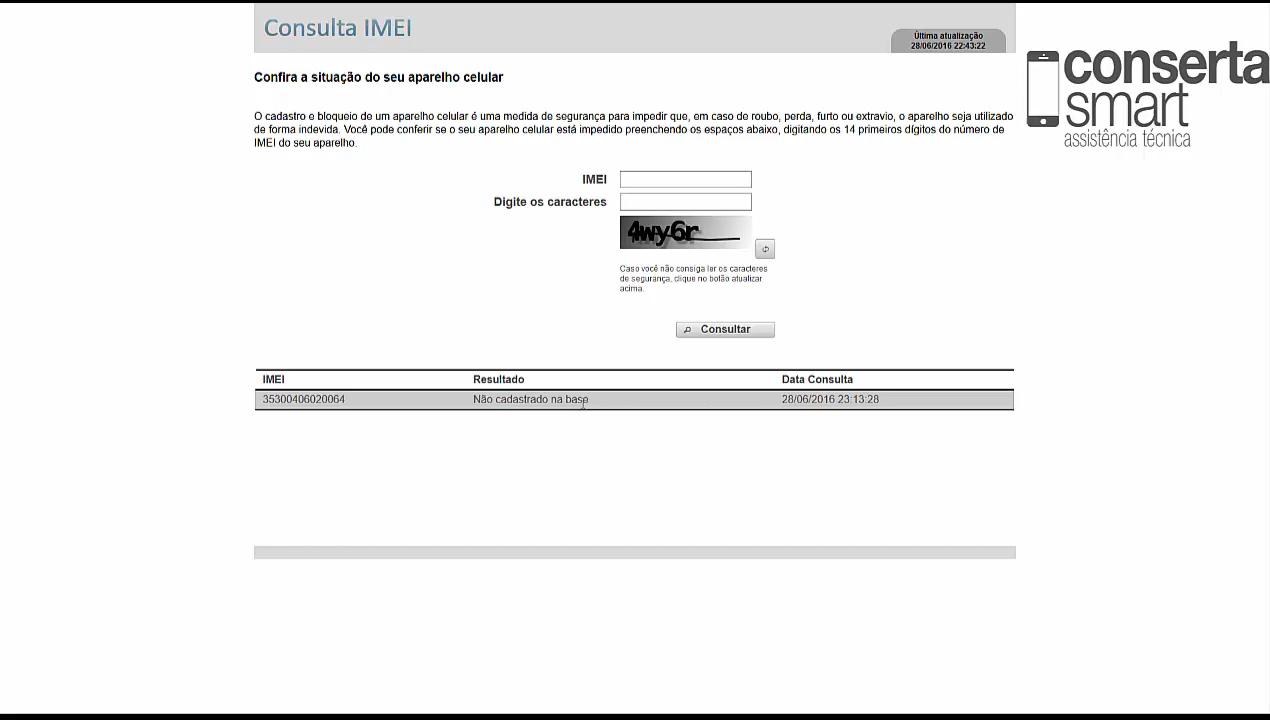 Consulta IMEI
Última atualização
28/06/2016 22:43:22
conserta
smart
assistência técnica
Confira a situação do seu aparelho celular
O cadastro e bloqueio de um aparelho celular é uma medida de segurança para impedir que, em caso de roubo, perda, furto ou extravio, o aparelho seja utilizado
de forma indevida. Você pode conferir se o seu aparelho celular está impedido preenchendo os espaços abaixo, digitando os 14 primeiros dígitos do número de
IMEI do seu aparelho.
IMEI
Digite os caracteres
4wy6r
Caso você não consiga ler os caracteres
de segurança, clique no botão atualizar
acima.
Consultar
IMEI Resultado Data Consulta
35300406020064 Não cadastrado na base 28/06/2016 23:13:28